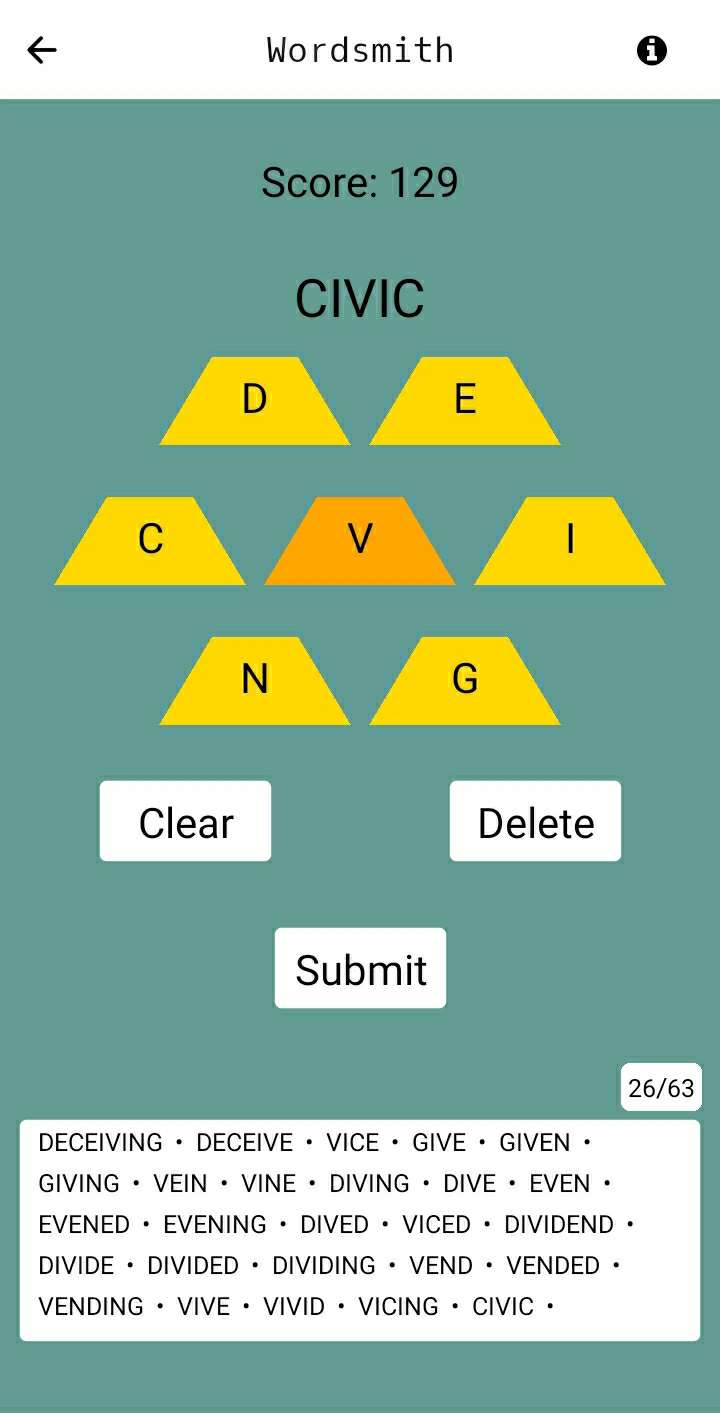 Wordsmith
Score: 129
CIVIC
D E
C V I
N G
Clear Delete
Submit
26/63
DECEIVING • DECEIVE • VICE • GIVE • GIVEN •
GIVING • VEIN • VINE • DIVING • DIVE • EVEN •
EVENED • EVENING • DIVED • VICED • DIVIDEND •
DIVIDE • DIVIDED • DIVIDING • VEND • VENDED •
VENDING • VIVE • VIVID • VICING • CIVIC •